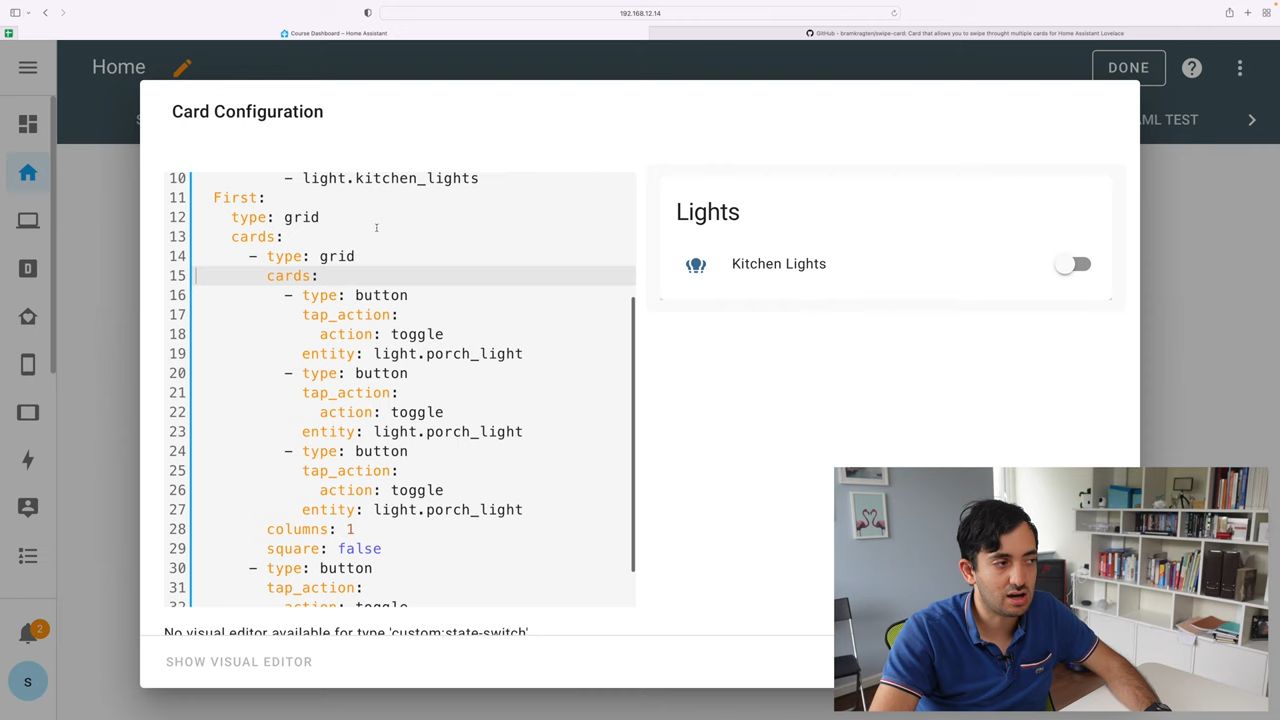 192.168.12.14
Course Dashboard – Home Assistant
GitHub - bramkragten/swipe-card: Card that allows you to swipe throught multiple cards for Home Assistant Lovelace
Home
DONE
AML TEST
Card Configuration
10 - light.kitchen_lights
11 First:
12 type: grid
13 cards:
14 - type: grid
15 cards:
16 - type: button
17 tap_action:
18 action: toggle
19 entity: light.porch_light
20 - type: button
21 tap_action:
22 action: toggle
23 entity: light.porch_light
24 - type: button
25 tap_action:
26 action: toggle
27 entity: light.porch_light
28 columns: 1
29 square: false
30 - type: button
31 tap_action:
32 action: toggle
Lights
Kitchen Lights
No visual editor available for type 'custom:state-switch'
SHOW VISUAL EDITOR
2
s